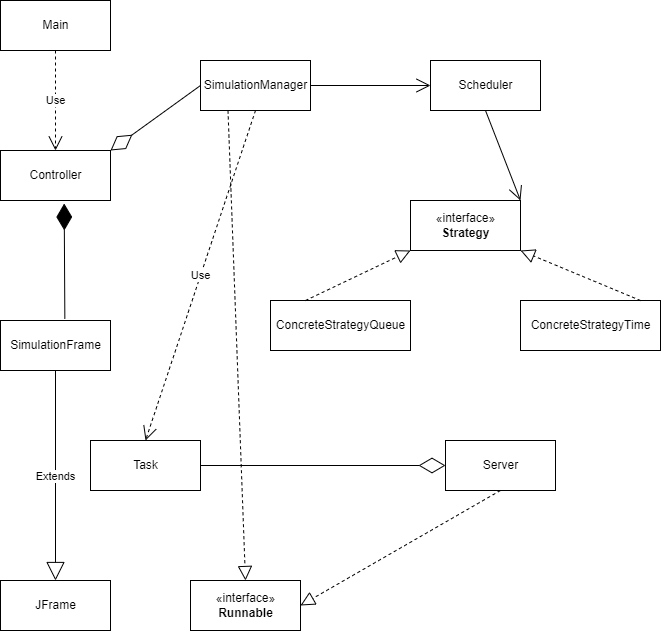 Main
SimulationManager
Scheduler
Use
Controller
«interface»
Strategy
Use
ConcreteStrategyQueue
ConcreteStrategyTime
SimulationFrame
Task
Server
Extends
JFrame
«interface»
Runnable